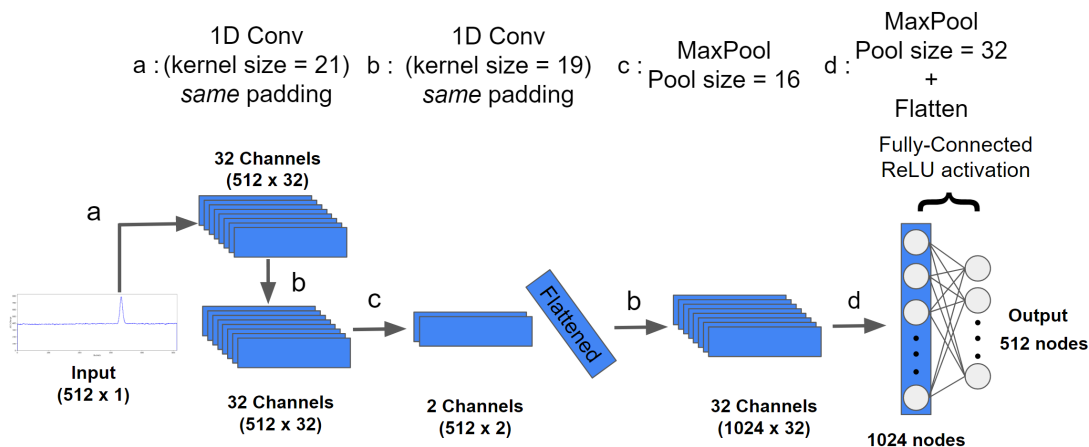 1D Conv
a : (kernel size = 21)
same padding
1D Conv
b : (kernel size = 19)
same padding
MaxPool
c : Pool size = 16
MaxPool
d : Pool size = 32
+
Flatten
Fully-Connected
ReLU activation
32 Channels
(512 x 32)
a
b
c
Flattened
b
d
Input
(512 x 1)
32 Channels
(512 x 32)
2 Channels
(512 x 2)
32 Channels
(1024 x 32)
1024 nodes
Output
512 nodes